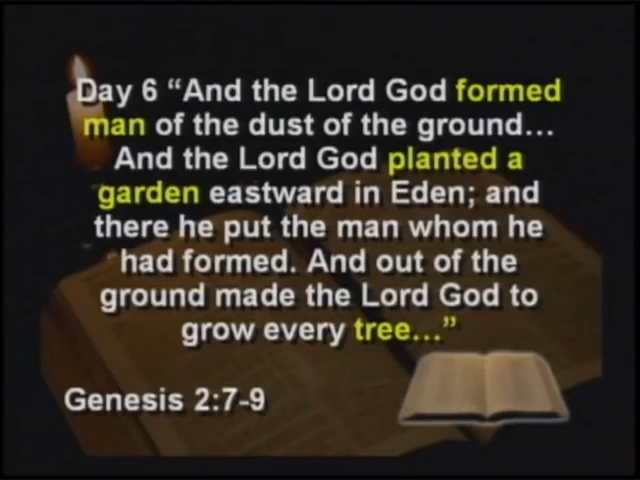 Day 6 “And the Lord God formed
man of the dust of the ground...
And the Lord God planted a
garden eastward in Eden; and
there he put the man whom he
had formed. And out of the
ground made the Lord God to
grow every tree...”
Genesis 2:7-9